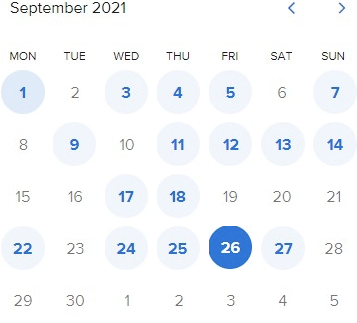 September 2021
MON TUE WED THU FRI SAT SUN
1 2 3 4 5 6 7
8 9 10 11 12 13 14
15 16 17 18 19 20 21
22 23 24 25 26 27 28
29 30 1 2 3 4 5